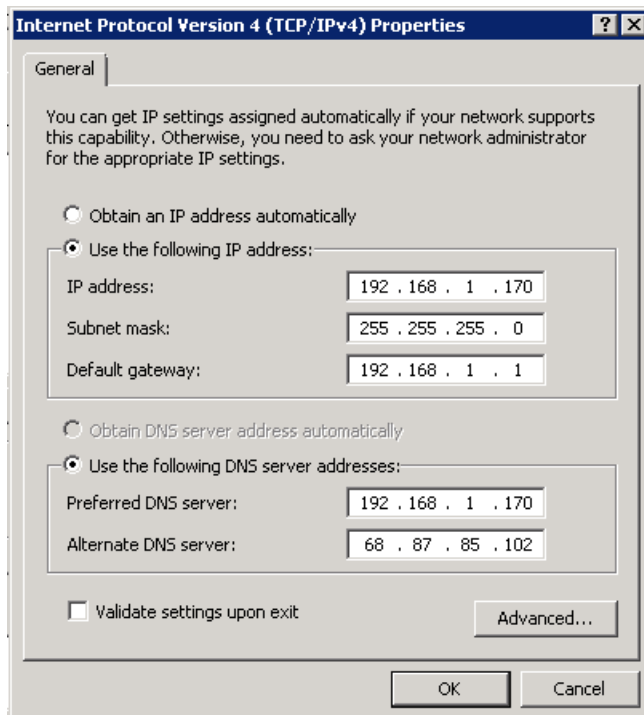 Internet Protocol Version 4 (TCP/IPv4) Properties
General
You can get IP settings assigned automatically if your network supports
this capability. Otherwise, you need to ask your network administrator
for the appropriate IP settings.
Obtain an IP address automatically
Use the following IP address:
IP address: 192 . 168 . 1 . 170
Subnet mask: 255 . 255 . 255 . 0
Default gateway: 192 . 168 . 1 . 1
Obtain DNS server address automatically
Use the following DNS server addresses:
Preferred DNS server: 192 . 168 . 1 . 170
Alternate DNS server: 68 . 87 . 85 . 102
Validate settings upon exit
Advanced...
OK Cancel